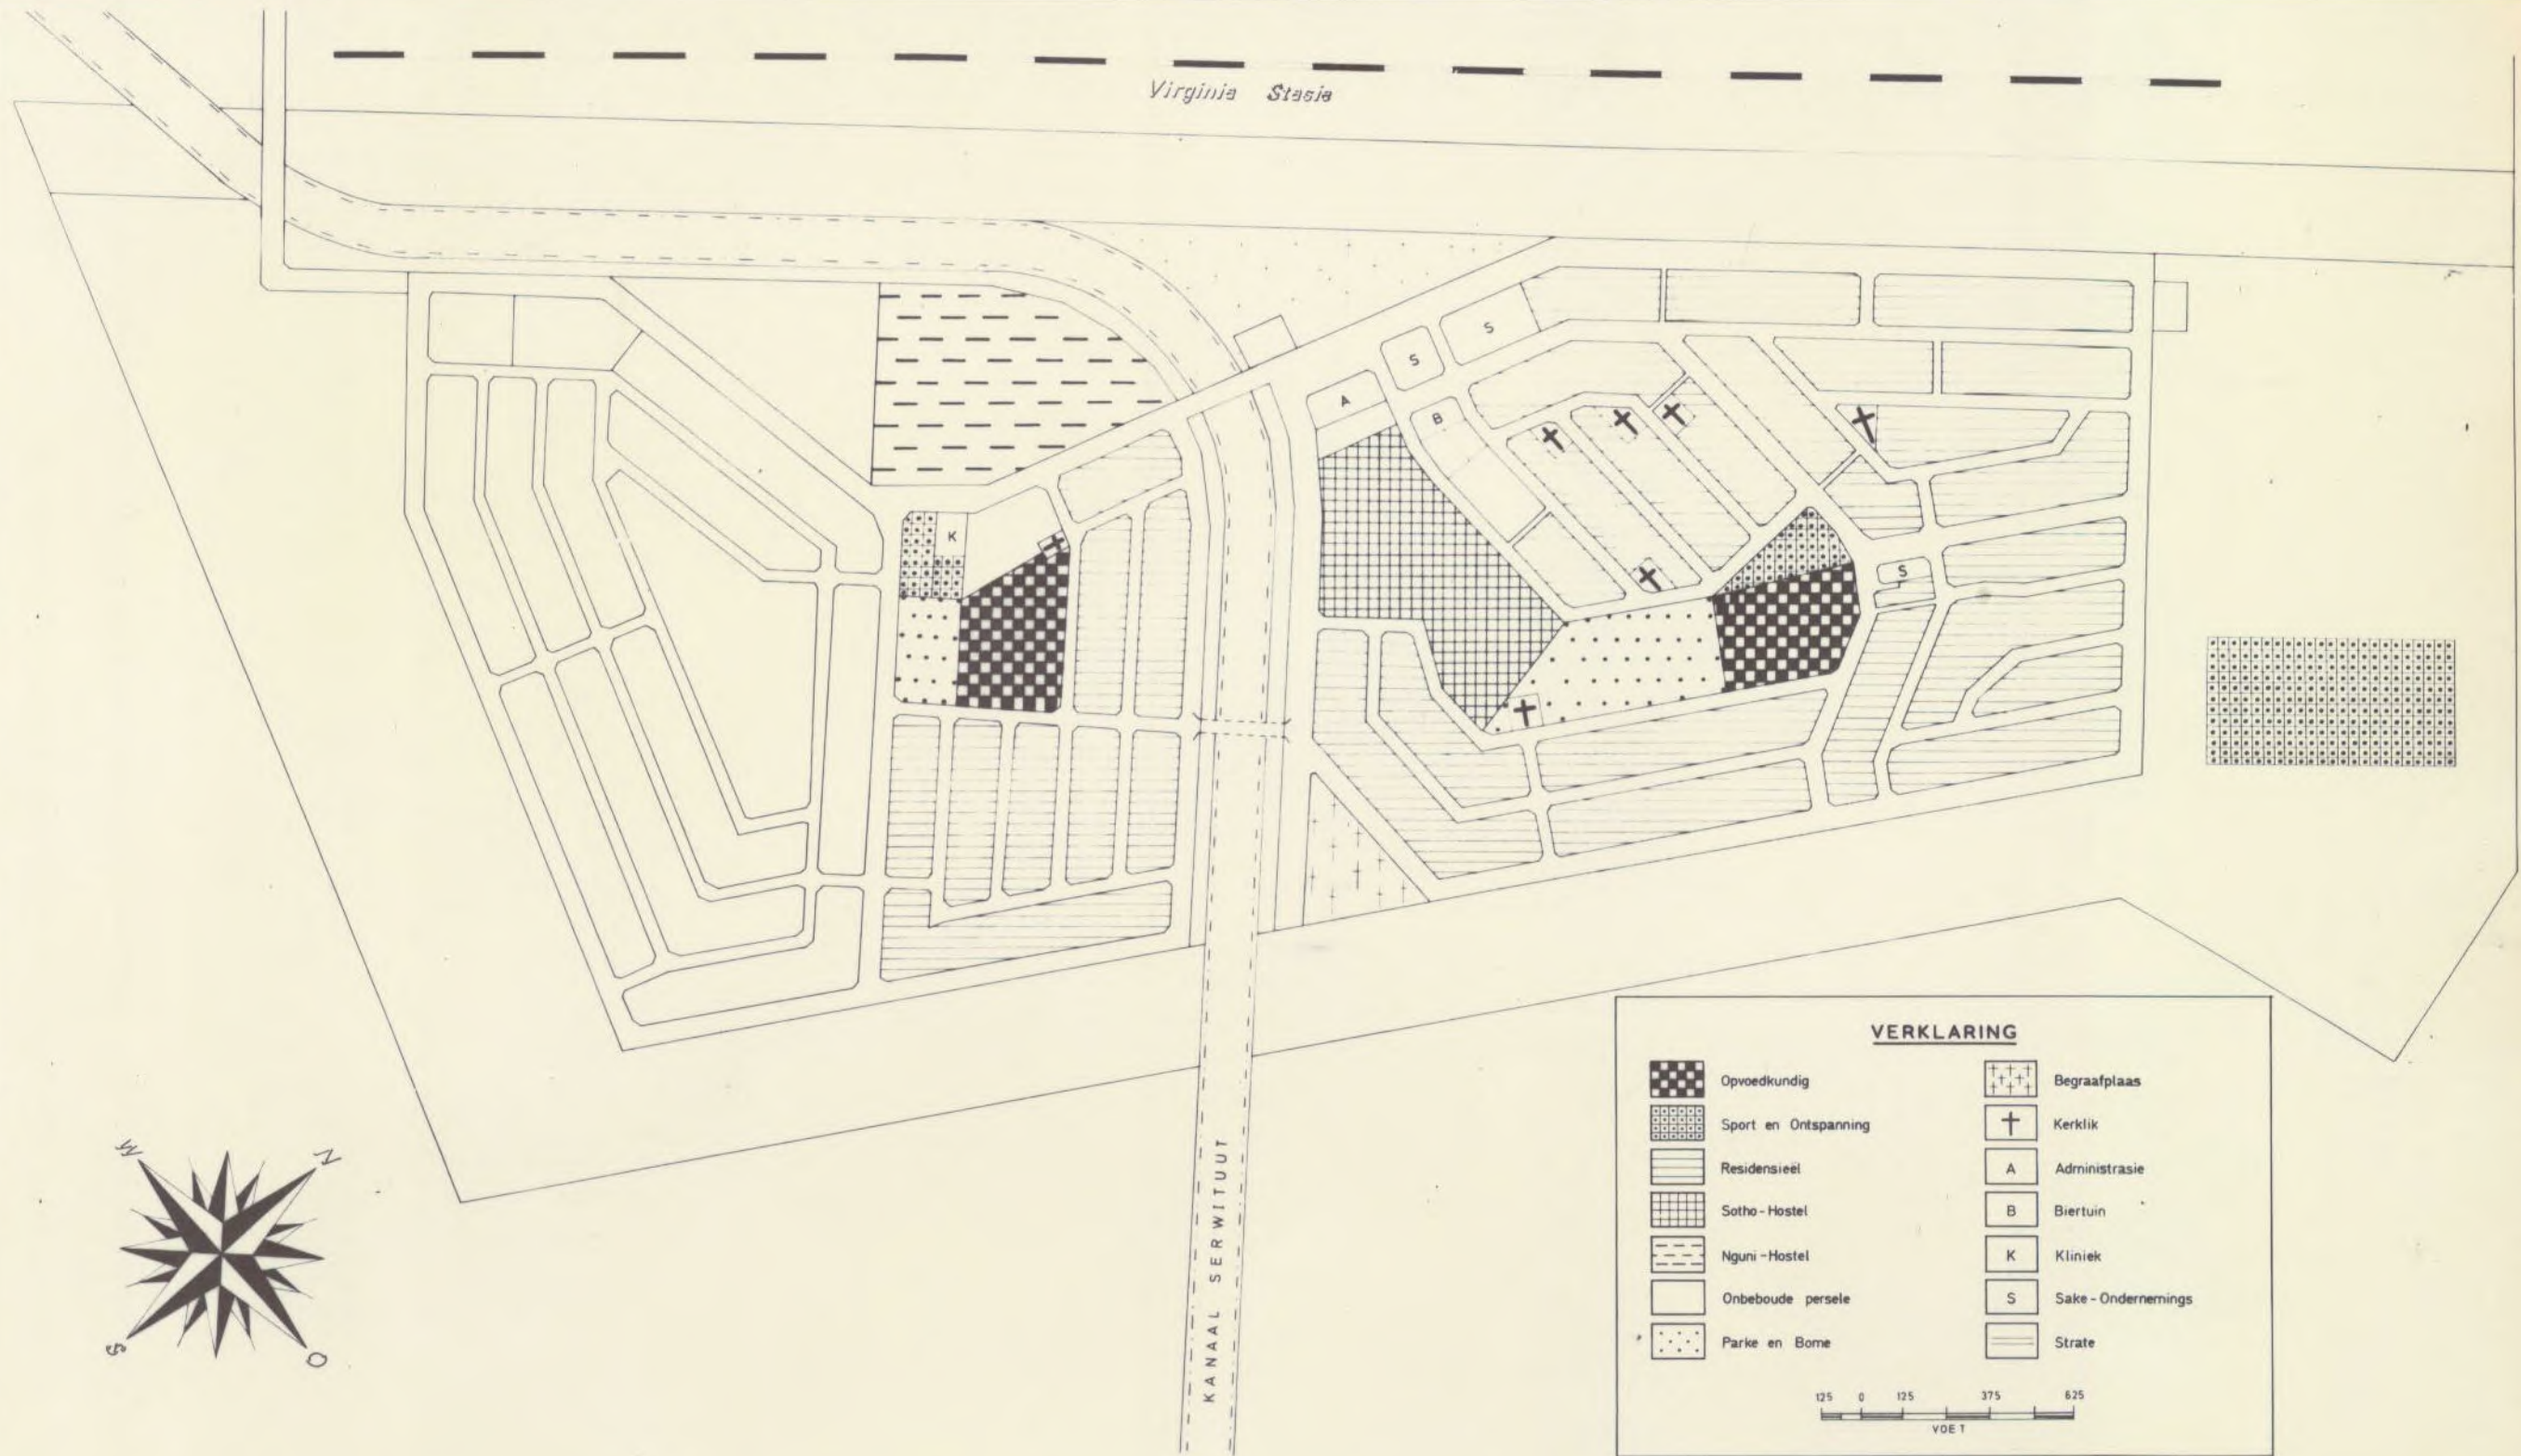 Virginia Stasie
S
S
A
B
K
S
KANAAL SERWITUUT
W
N
S
O
VERKLARING
Opvoedkundig
Sport en Ontspanning
Residensieël
Sotho-Hostel
Nguni-Hostel
Onbeboude persele
Parke en Bome
Begraafplaas
Kerklik
A Administrasie
B Biertuin
K Kliniek
S Sake-Ondernemings
Strate
125 0 125 375 625
VOET